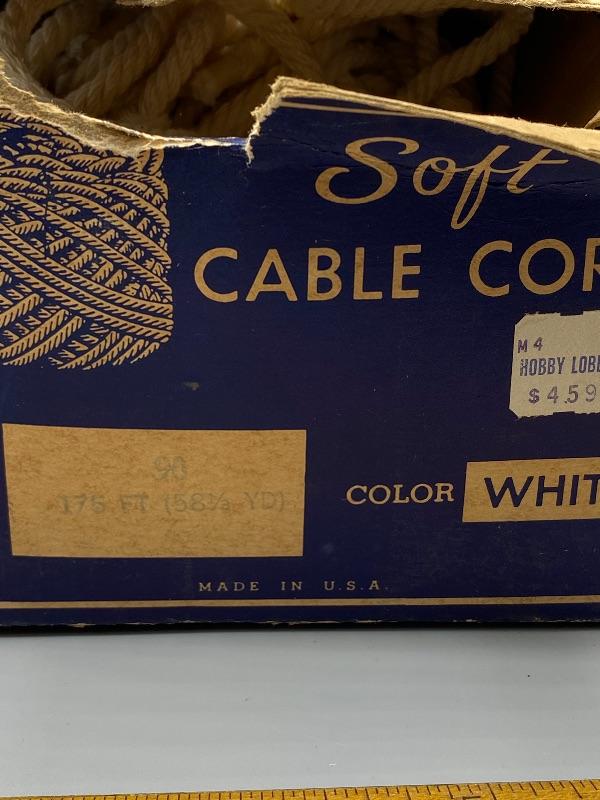 Soft
CABLE COR
M 4
HOBBY LOBB
$ 4.59
90
175 FT (58⅓ YD)
COLOR WHIT
MADE IN U.S.A.